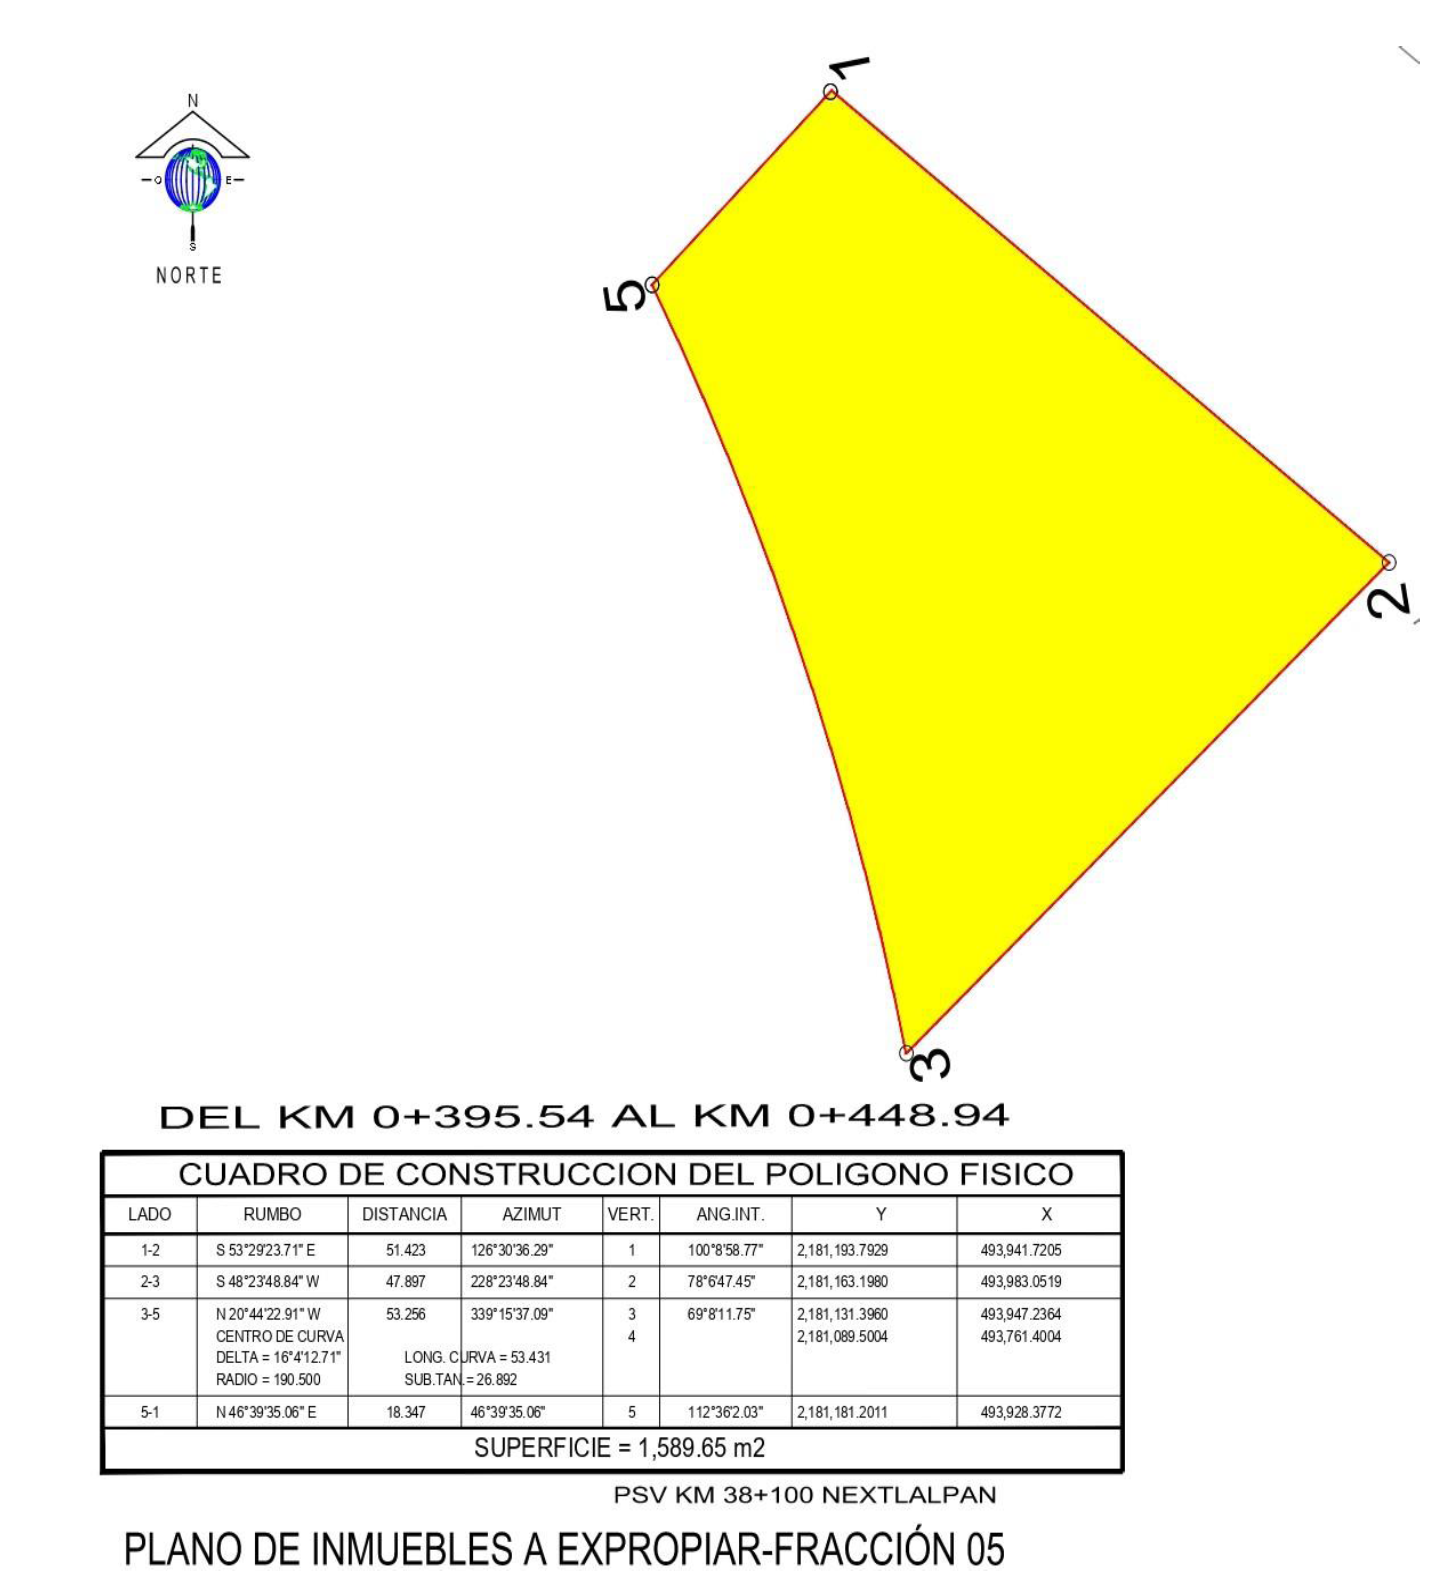 N
O E
S
NORTE
1
5
2
3
DEL KM 0+395.54 AL KM 0+448.94
CUADRO DE CONSTRUCCION DEL POLIGONO FISICO
LADO RUMBO DISTANCIA AZIMUT VERT. ANG.INT. Y X
1-2 S 53°29'23.71" E 51.423 126°30'36.29" 1 100°8'58.77" 2,181,193.7929 493,941.7205
2-3 S 48°23'48.84" W 47.897 228°23'48.84" 2 78°6'47.45" 2,181,163.1980 493,983.0519
3-5 N 20°44'22.91" W 53.256 339°15'37.09" 3 69°8'11.75" 2,181,131.3960 493,947.2364
CENTRO DE CURVA 4 2,181,089.5004 493,761.4004
DELTA = 16°4'12.71" LONG. CURVA = 53.431
RADIO = 190.500 SUB.TAN.= 26.892
5-1 N 46°39'35.06" E 18.347 46°39'35.06" 5 112°36'2.03" 2,181,181.2011 493,928.3772
SUPERFICIE = 1,589.65 m2
PSV KM 38+100 NEXTLALPAN
PLANO DE INMUEBLES A EXPROPIAR-FRACCIÓN 05